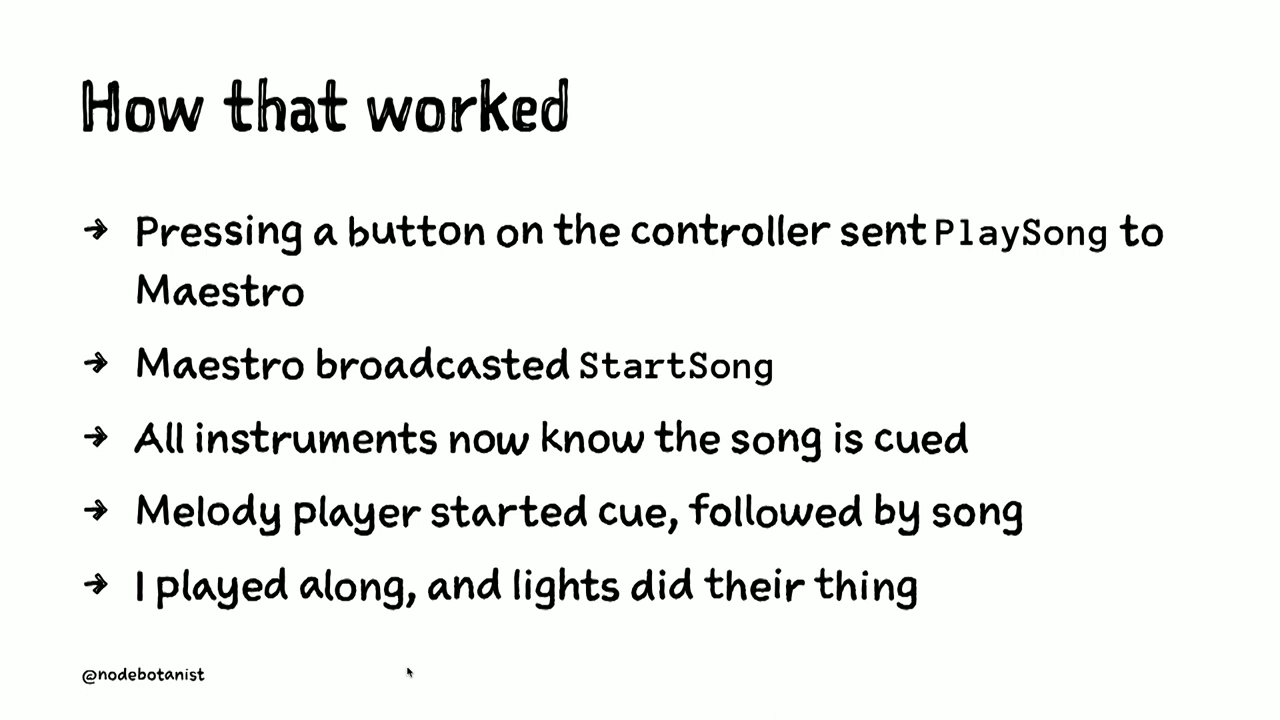 How that worked
→ Pressing a button on the controller sent PlaySong to
Maestro
→ Maestro broadcasted StartSong
→ All instruments now know the song is cued
→ Melody player started cue, followed by song
→ I played along, and lights did their thing
@nodebotanist